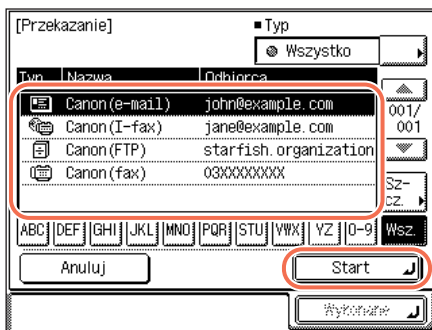 [Przekazanie]
■ Typ
Wszystko
Typ Nazwa Odbiorca
Canon(e-mail) john@example.com
Canon(I-fax) jane@example.com
Canon(FTP) starfish.organization
Canon(fax) 03XXXXXXXX
001/
001
Sz-
cz.
ABC DEF GHI JKL MNO PQR STU VWX YZ 0-9 Wsz.
Anuluj Start
Wykonane